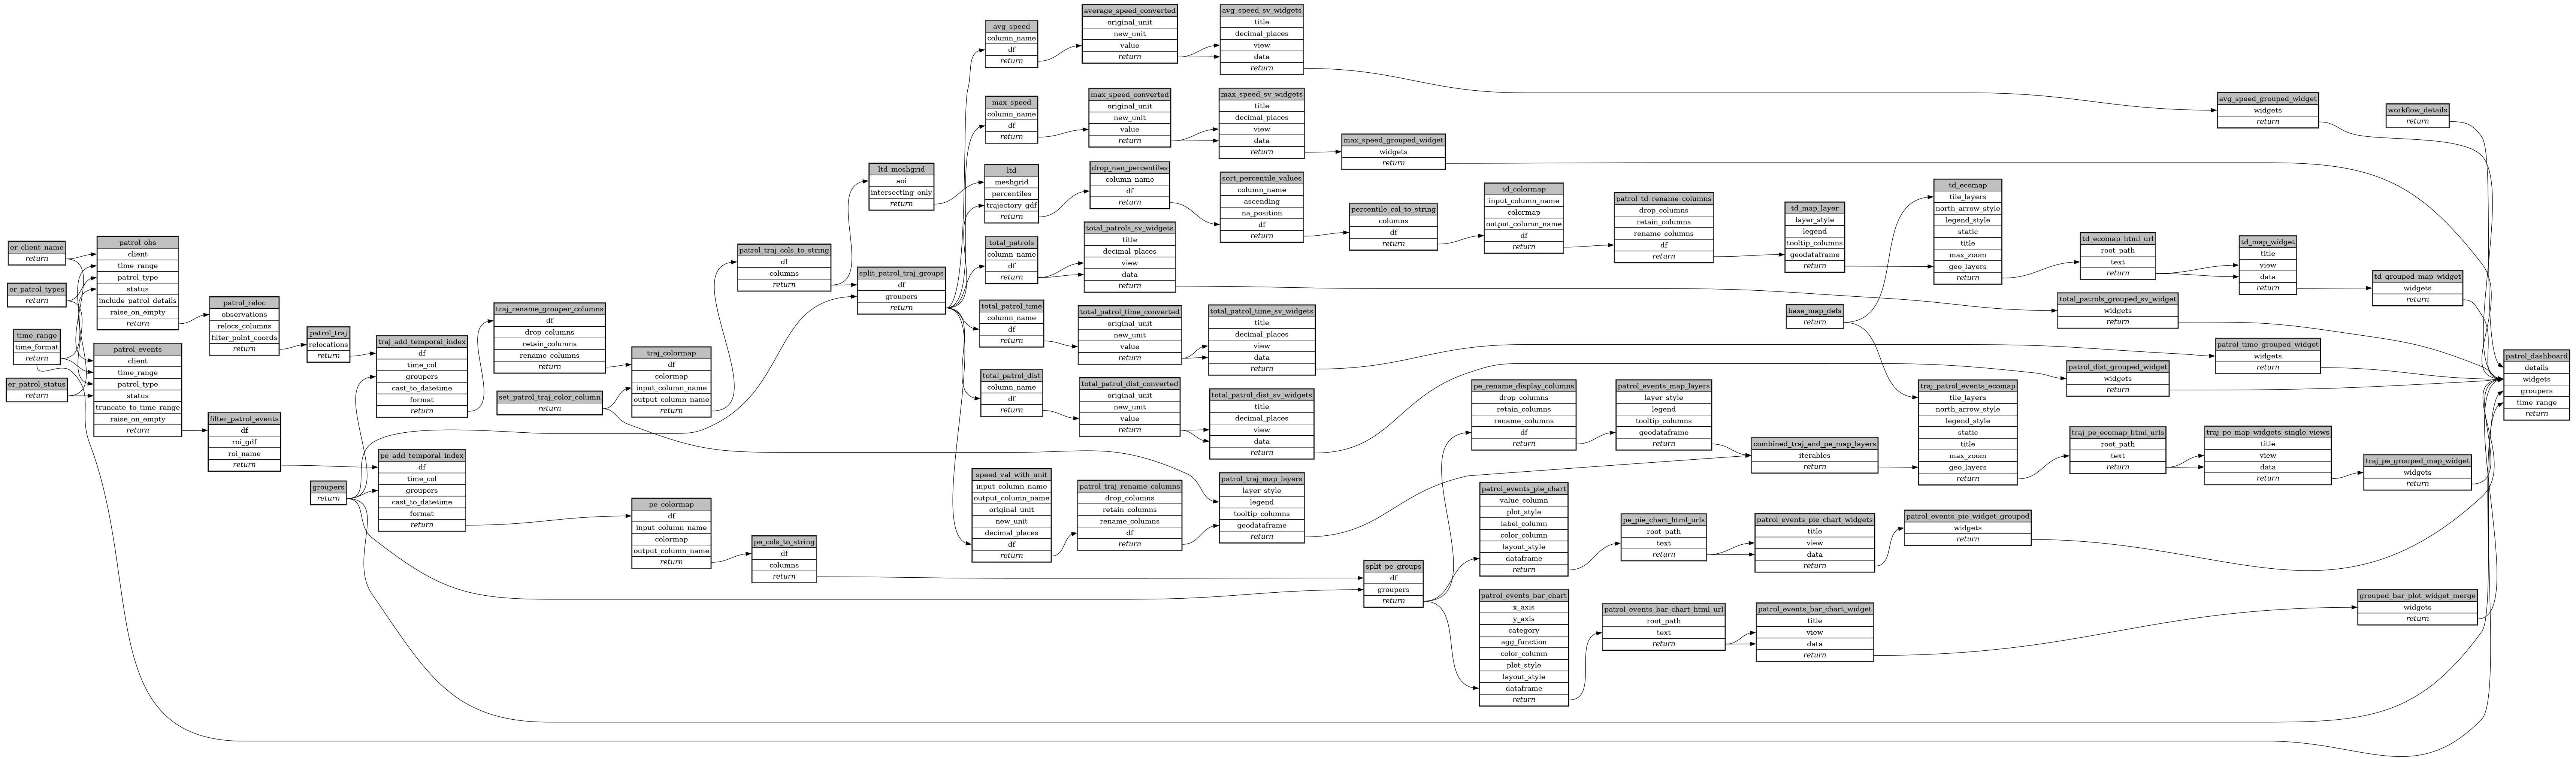 er_client_name
return
er_patrol_types
return
time_range
time_format
return
er_patrol_status
return
patrol_obs
client
time_range
patrol_type
status
include_patrol_details
raise_on_empty
return
patrol_events
client
time_range
patrol_type
status
truncate_to_time_range
raise_on_empty
return
patrol_reloc
observations
relocs_columns
filter_point_coords
return
filter_patrol_events
df
roi_gdf
roi_name
return
patrol_traj
relocations
return
groupers
return
traj_add_temporal_index
df
time_col
groupers
cast_to_datetime
format
return
pe_add_temporal_index
df
time_col
groupers
cast_to_datetime
format
return
traj_rename_grouper_columns
df
drop_columns
retain_columns
rename_columns
return
set_patrol_traj_color_column
return
traj_colormap
df
colormap
input_column_name
output_column_name
return
pe_colormap
df
input_column_name
colormap
output_column_name
return
patrol_traj_cols_to_string
df
columns
return
pe_cols_to_string
df
columns
return
ltd_meshgrid
aoi
intersecting_only
return
split_patrol_traj_groups
df
groupers
return
avg_speed
column_name
df
return
max_speed
column_name
df
return
ltd
meshgrid
percentiles
trajectory_gdf
return
total_patrols
column_name
df
return
total_patrol_time
column_name
df
return
total_patrol_dist
column_name
df
return
speed_val_with_unit
input_column_name
output_column_name
original_unit
new_unit
decimal_places
df
return
average_speed_converted
original_unit
new_unit
value
return
max_speed_converted
original_unit
new_unit
value
return
drop_nan_percentiles
column_name
df
return
total_patrols_sv_widgets
title
decimal_places
view
data
return
total_patrol_time_converted
original_unit
new_unit
value
return
total_patrol_dist_converted
original_unit
new_unit
value
return
patrol_traj_rename_columns
drop_columns
retain_columns
rename_columns
df
return
avg_speed_sv_widgets
title
decimal_places
view
data
return
max_speed_sv_widgets
title
decimal_places
view
data
return
sort_percentile_values
column_name
ascending
na_position
df
return
total_patrol_time_sv_widgets
title
decimal_places
view
data
return
total_patrol_dist_sv_widgets
title
decimal_places
view
data
return
patrol_traj_map_layers
layer_style
legend
tooltip_columns
geodataframe
return
max_speed_grouped_widget
widgets
return
percentile_col_to_string
columns
df
return
split_pe_groups
df
groupers
return
td_colormap
input_column_name
colormap
output_column_name
df
return
pe_rename_display_columns
drop_columns
retain_columns
rename_columns
df
return
patrol_events_pie_chart
value_column
plot_style
label_column
color_column
layout_style
dataframe
return
patrol_events_bar_chart
x_axis
y_axis
category
agg_function
color_column
plot_style
layout_style
dataframe
return
patrol_td_rename_columns
drop_columns
retain_columns
rename_columns
df
return
patrol_events_map_layers
layer_style
legend
tooltip_columns
geodataframe
return
pe_pie_chart_html_urls
root_path
text
return
patrol_events_bar_chart_html_url
root_path
text
return
td_map_layer
layer_style
legend
tooltip_columns
geodataframe
return
base_map_defs
return
combined_traj_and_pe_map_layers
iterables
return
patrol_events_pie_chart_widgets
title
view
data
return
patrol_events_bar_chart_widget
title
view
data
return
td_ecomap
tile_layers
north_arrow_style
legend_style
static
title
max_zoom
geo_layers
return
traj_patrol_events_ecomap
tile_layers
north_arrow_style
legend_style
static
title
max_zoom
geo_layers
return
patrol_events_pie_widget_grouped
widgets
return
td_ecomap_html_url
root_path
text
return
total_patrols_grouped_sv_widget
widgets
return
patrol_dist_grouped_widget
widgets
return
traj_pe_ecomap_html_urls
root_path
text
return
avg_speed_grouped_widget
widgets
return
td_map_widget
title
view
data
return
patrol_time_grouped_widget
widgets
return
traj_pe_map_widgets_single_views
title
view
data
return
workflow_details
return
td_grouped_map_widget
widgets
return
traj_pe_grouped_map_widget
widgets
return
grouped_bar_plot_widget_merge
widgets
return
patrol_dashboard
details
widgets
groupers
time_range
return